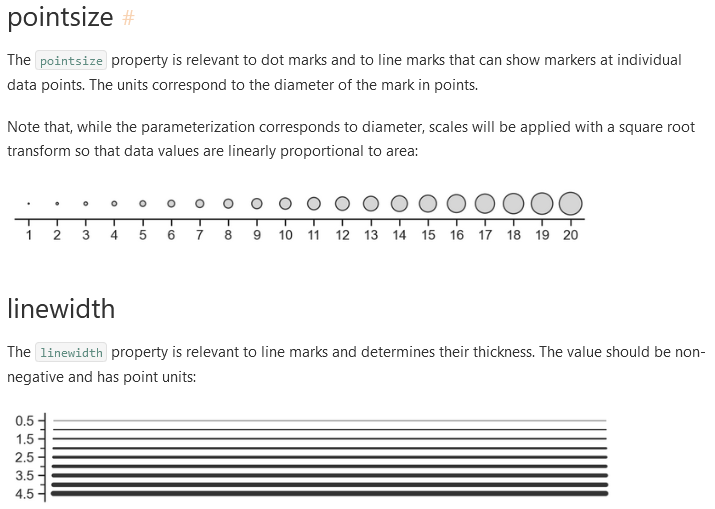 pointsize #
The pointsize property is relevant to dot marks and to line marks that can show markers at individual
data points. The units correspond to the diameter of the mark in points.
Note that, while the parameterization corresponds to diameter, scales will be applied with a square root
transform so that data values are linearly proportional to area:
1 2 3 4 5 6 7 8 9 10 11 12 13 14 15 16 17 18 19 20
linewidth
The linewidth property is relevant to line marks and determines their thickness. The value should be non-
negative and has point units:
0.5
1.5
2.5
3.5
4.5